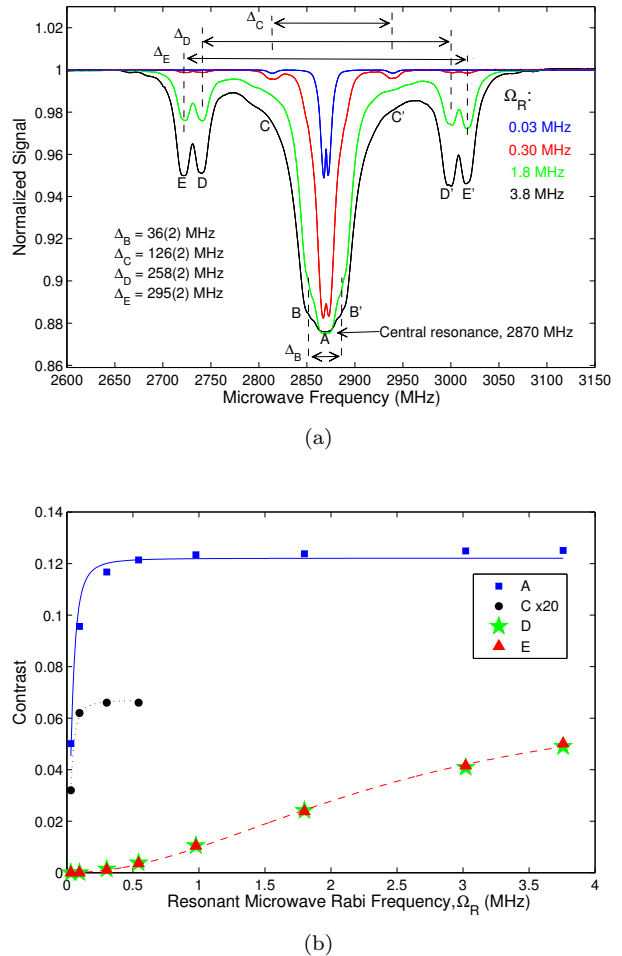 Δ_C
Δ_D
Δ_E
1
0.98
0.96
0.94
0.92
0.9
0.88
0.86
Normalized Signal
Ω_R:
0.03 MHz
0.30 MHz
1.8 MHz
3.8 MHz
C
C'
E D
D' E'
Δ_B = 36(2) MHz
Δ_C = 126(2) MHz
Δ_D = 258(2) MHz
Δ_E = 295(2) MHz
B
B'
A
Central resonance, 2870 MHz
Δ_B
2600 2650 2700 2750 2800 2850 2900 2950 3000 3050 3100 3150
Microwave Frequency (MHz)
(a)
0.14
0.12
0.1
0.08
0.06
0.04
0.02
0
Contrast
A
C x20
D
E
0 0.5 1 1.5 2 2.5 3 3.5 4
Resonant Microwave Rabi Frequency,Ω_R (MHz)
(b)